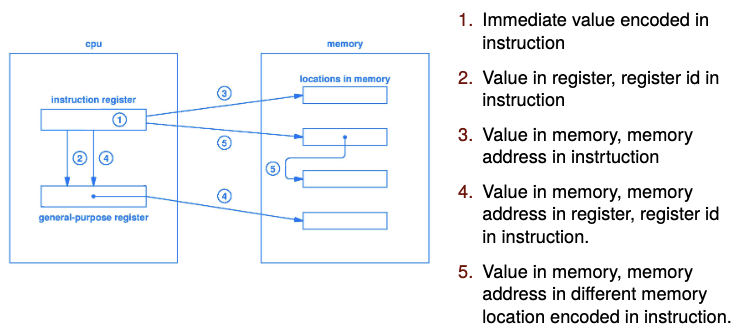 cpu
memory
locations in memory
instruction register
1
3
5
2
4
5
4
general-purpose register
1. Immediate value encoded in
instruction
2. Value in register, register id in
instruction
3. Value in memory, memory
address in instrtuction
4. Value in memory, memory
address in register, register id
in instruction.
5. Value in memory, memory
address in different memory
location encoded in instruction.